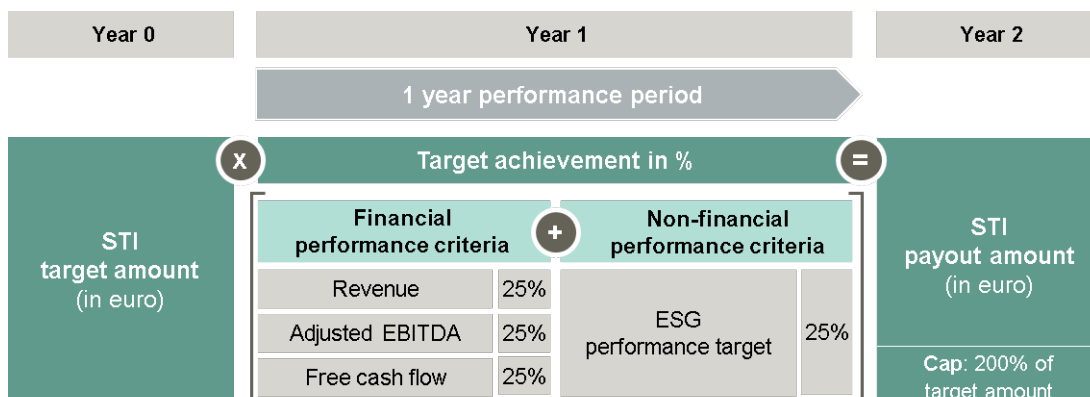 Year 0
Year 1
Year 2
1 year performance period
X
Target achievement in %
=
STI
target amount
(in euro)
Financial
performance criteria
+
Non-financial
performance criteria
Revenue 25%
Adjusted EBITDA 25%
Free cash flow 25%
ESG
performance target
25%
STI
payout amount
(in euro)
Cap: 200% of
target amount